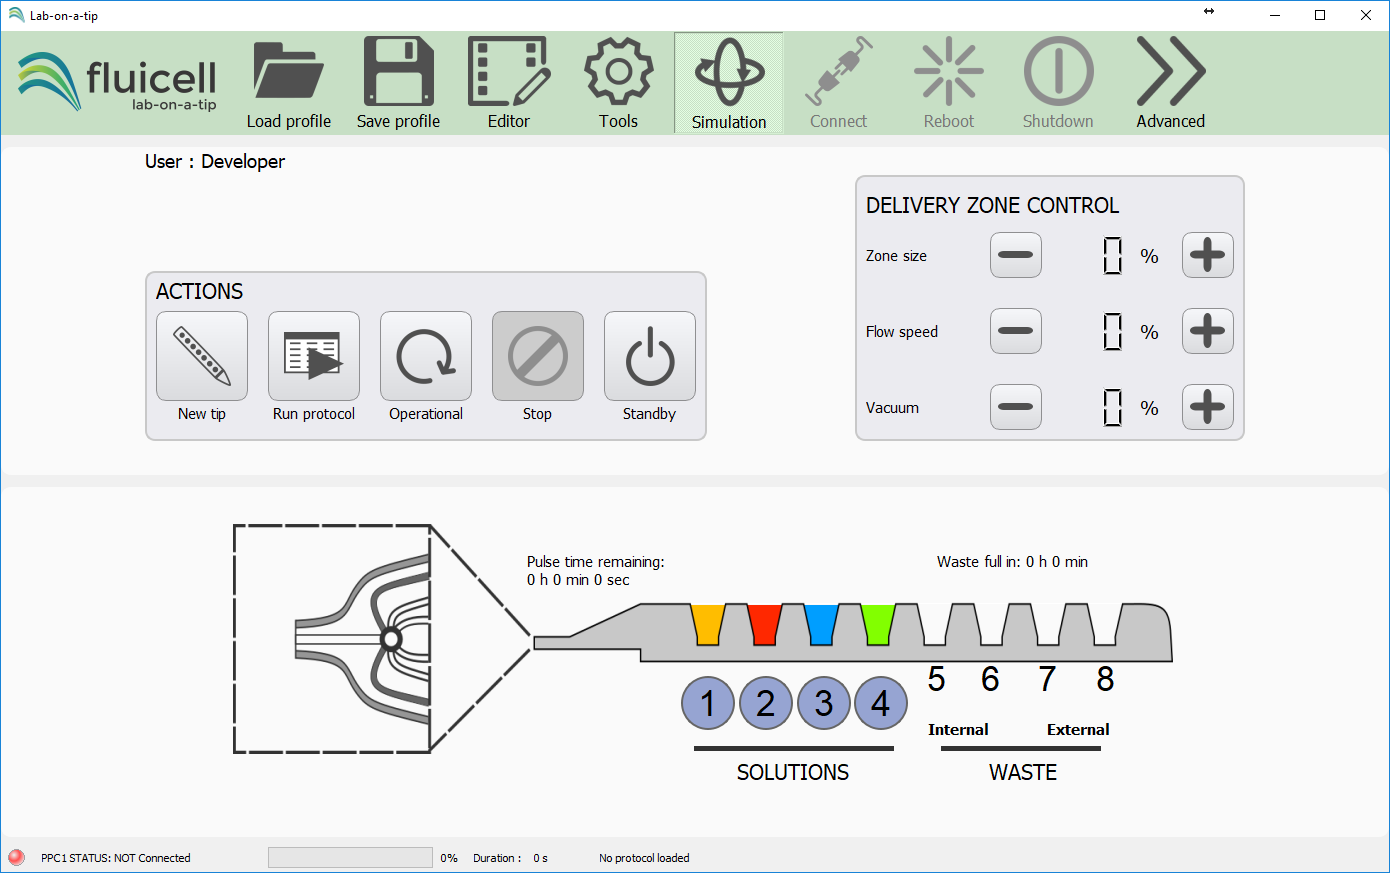 Lab-on-a-tip
fluicell
lab-on-a-tip
Load profile
Save profile
Editor
Tools
Simulation
Connect
Reboot
Shutdown
Advanced
User : Developer
DELIVERY ZONE CONTROL
Zone size
0 %
Flow speed
0 %
Vacuum
0 %
ACTIONS
New tip
Run protocol
Operational
Stop
Standby
Pulse time remaining:
0 h 0 min 0 sec
Waste full in: 0 h 0 min
1 2 3 4 5 6 7 8
Internal External
SOLUTIONS WASTE
PPC1 STATUS: NOT Connected 0% Duration : 0 s No protocol loaded